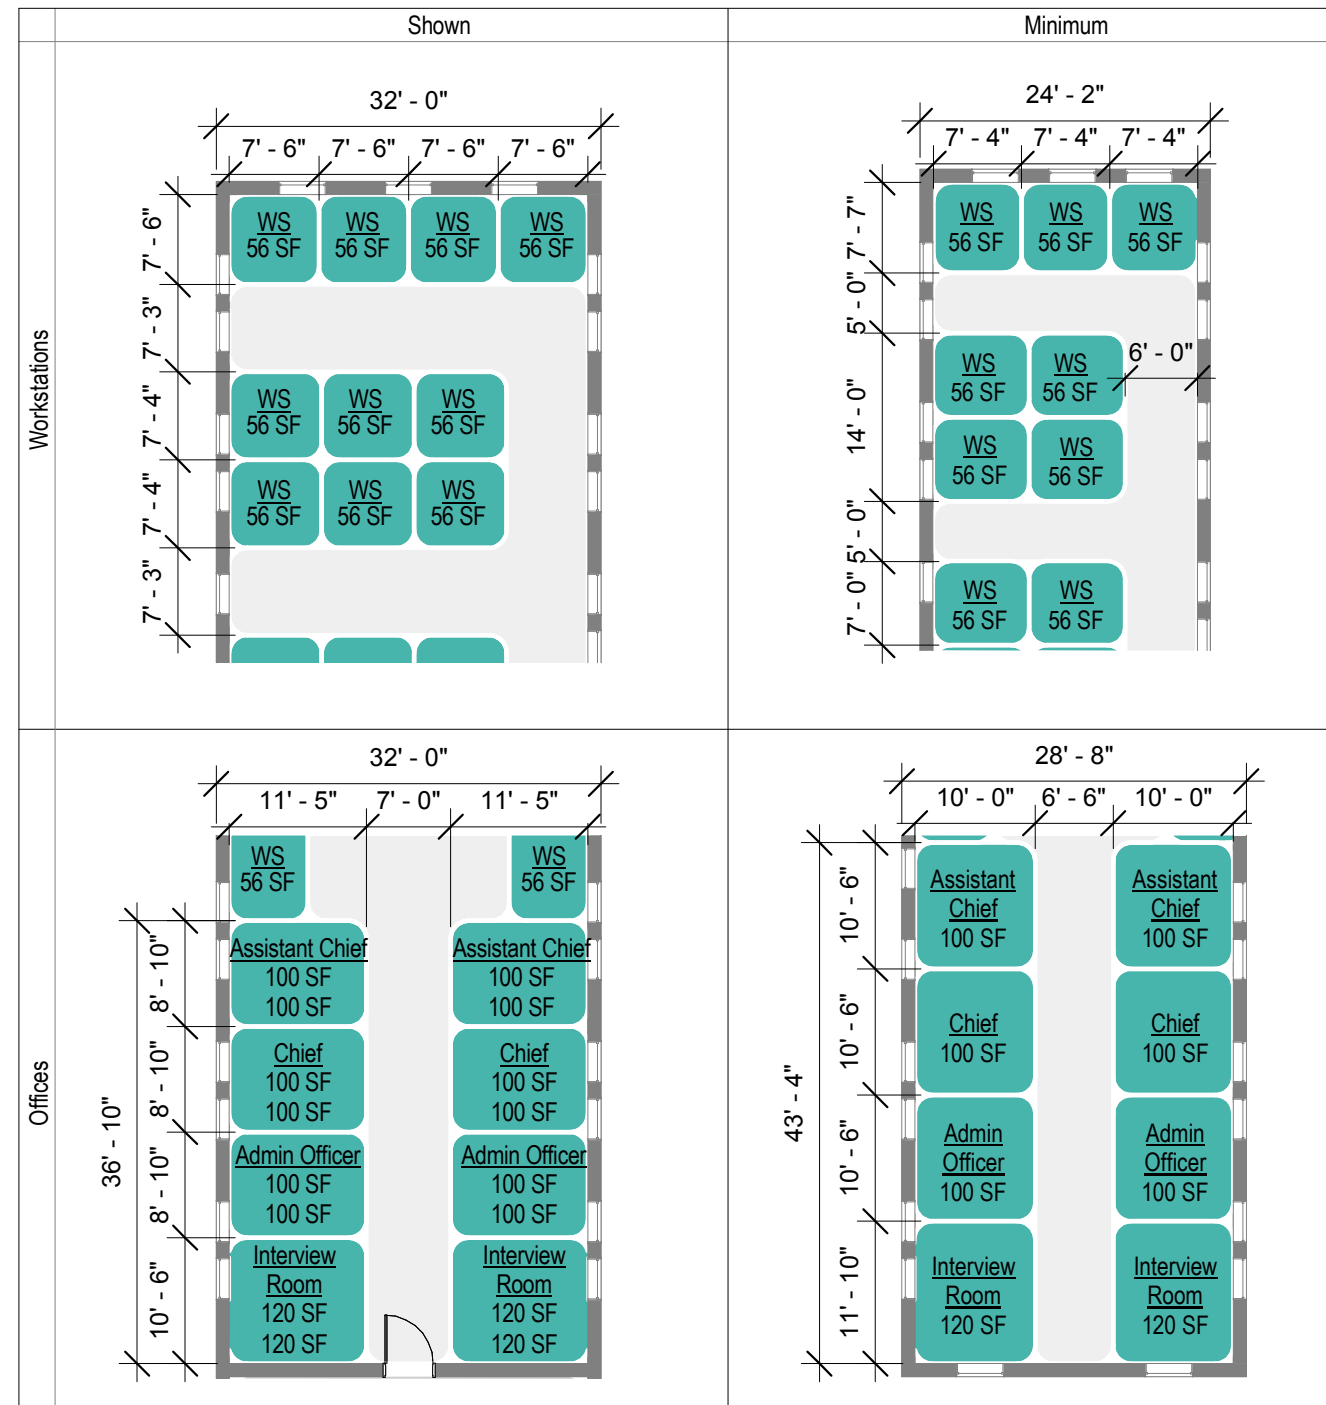 Shown
Minimum
Workstations
32' - 0"
7' - 6" 7' - 6" 7' - 6" 7' - 6"
7' - 6"
7' - 3"
7' - 4"
7' - 4"
7' - 3"
WS WS WS WS
56 SF 56 SF 56 SF 56 SF
WS WS WS
56 SF 56 SF 56 SF
WS WS WS
56 SF 56 SF 56 SF
24' - 2"
7' - 4" 7' - 4" 7' - 4"
7' - 7"
5' - 0"
14' - 0"
5' - 0"
7' - 0"
6' - 0"
WS WS WS
56 SF 56 SF 56 SF
WS WS
56 SF 56 SF
WS WS
56 SF 56 SF
WS WS
56 SF 56 SF
Offices
32' - 0"
11' - 5" 7' - 0" 11' - 5"
36' - 10"
8' - 10"
8' - 10"
8' - 10"
10' - 6"
WS WS
56 SF 56 SF
Assistant Chief Assistant Chief
100 SF 100 SF
100 SF 100 SF
Chief Chief
100 SF 100 SF
100 SF 100 SF
Admin Officer Admin Officer
100 SF 100 SF
100 SF 100 SF
Interview Interview
Room Room
120 SF 120 SF
120 SF 120 SF
28' - 8"
10' - 0" 6' - 6" 10' - 0"
43' - 4"
10' - 6"
10' - 6"
10' - 6"
11' - 10"
Assistant Assistant
Chief Chief
100 SF 100 SF
Chief Chief
100 SF 100 SF
Admin Admin
Officer Officer
100 SF 100 SF
Interview Interview
Room Room
120 SF 120 SF